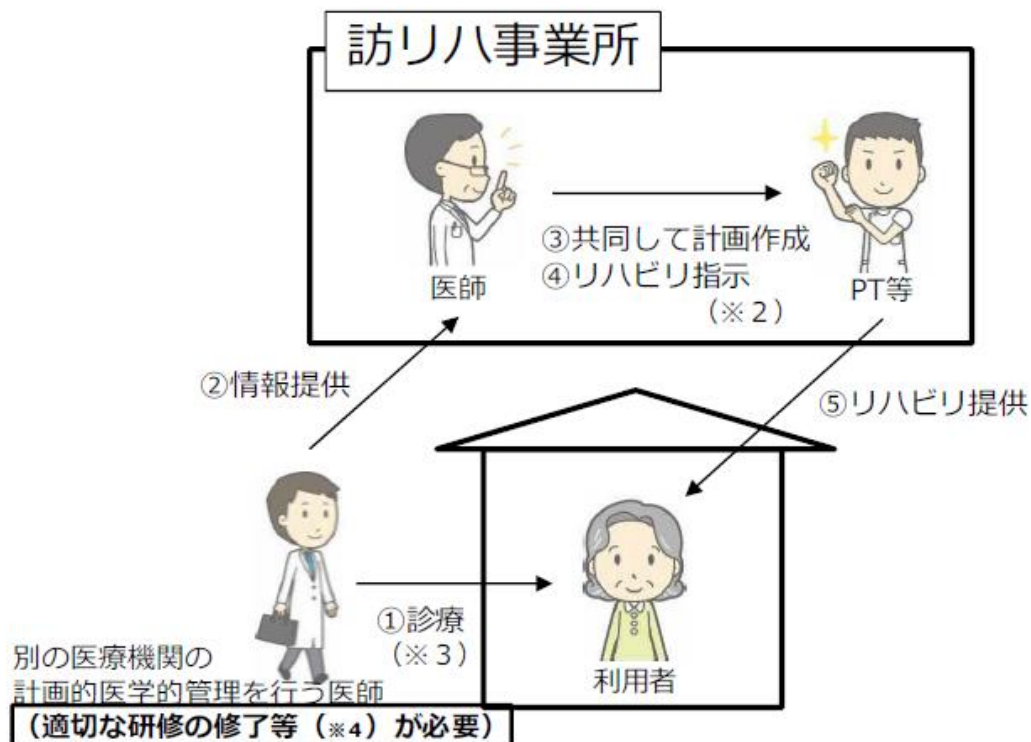 訪リハ事業所
医師
③共同して計画作成
④リハビリ指示
（※２）
PT等
②情報提供
⑤リハビリ提供
①診療
（※３）
別の医療機関の
計画的医学的管理を行う医師
（適切な研修の修了等（※4）が必要）
利用者